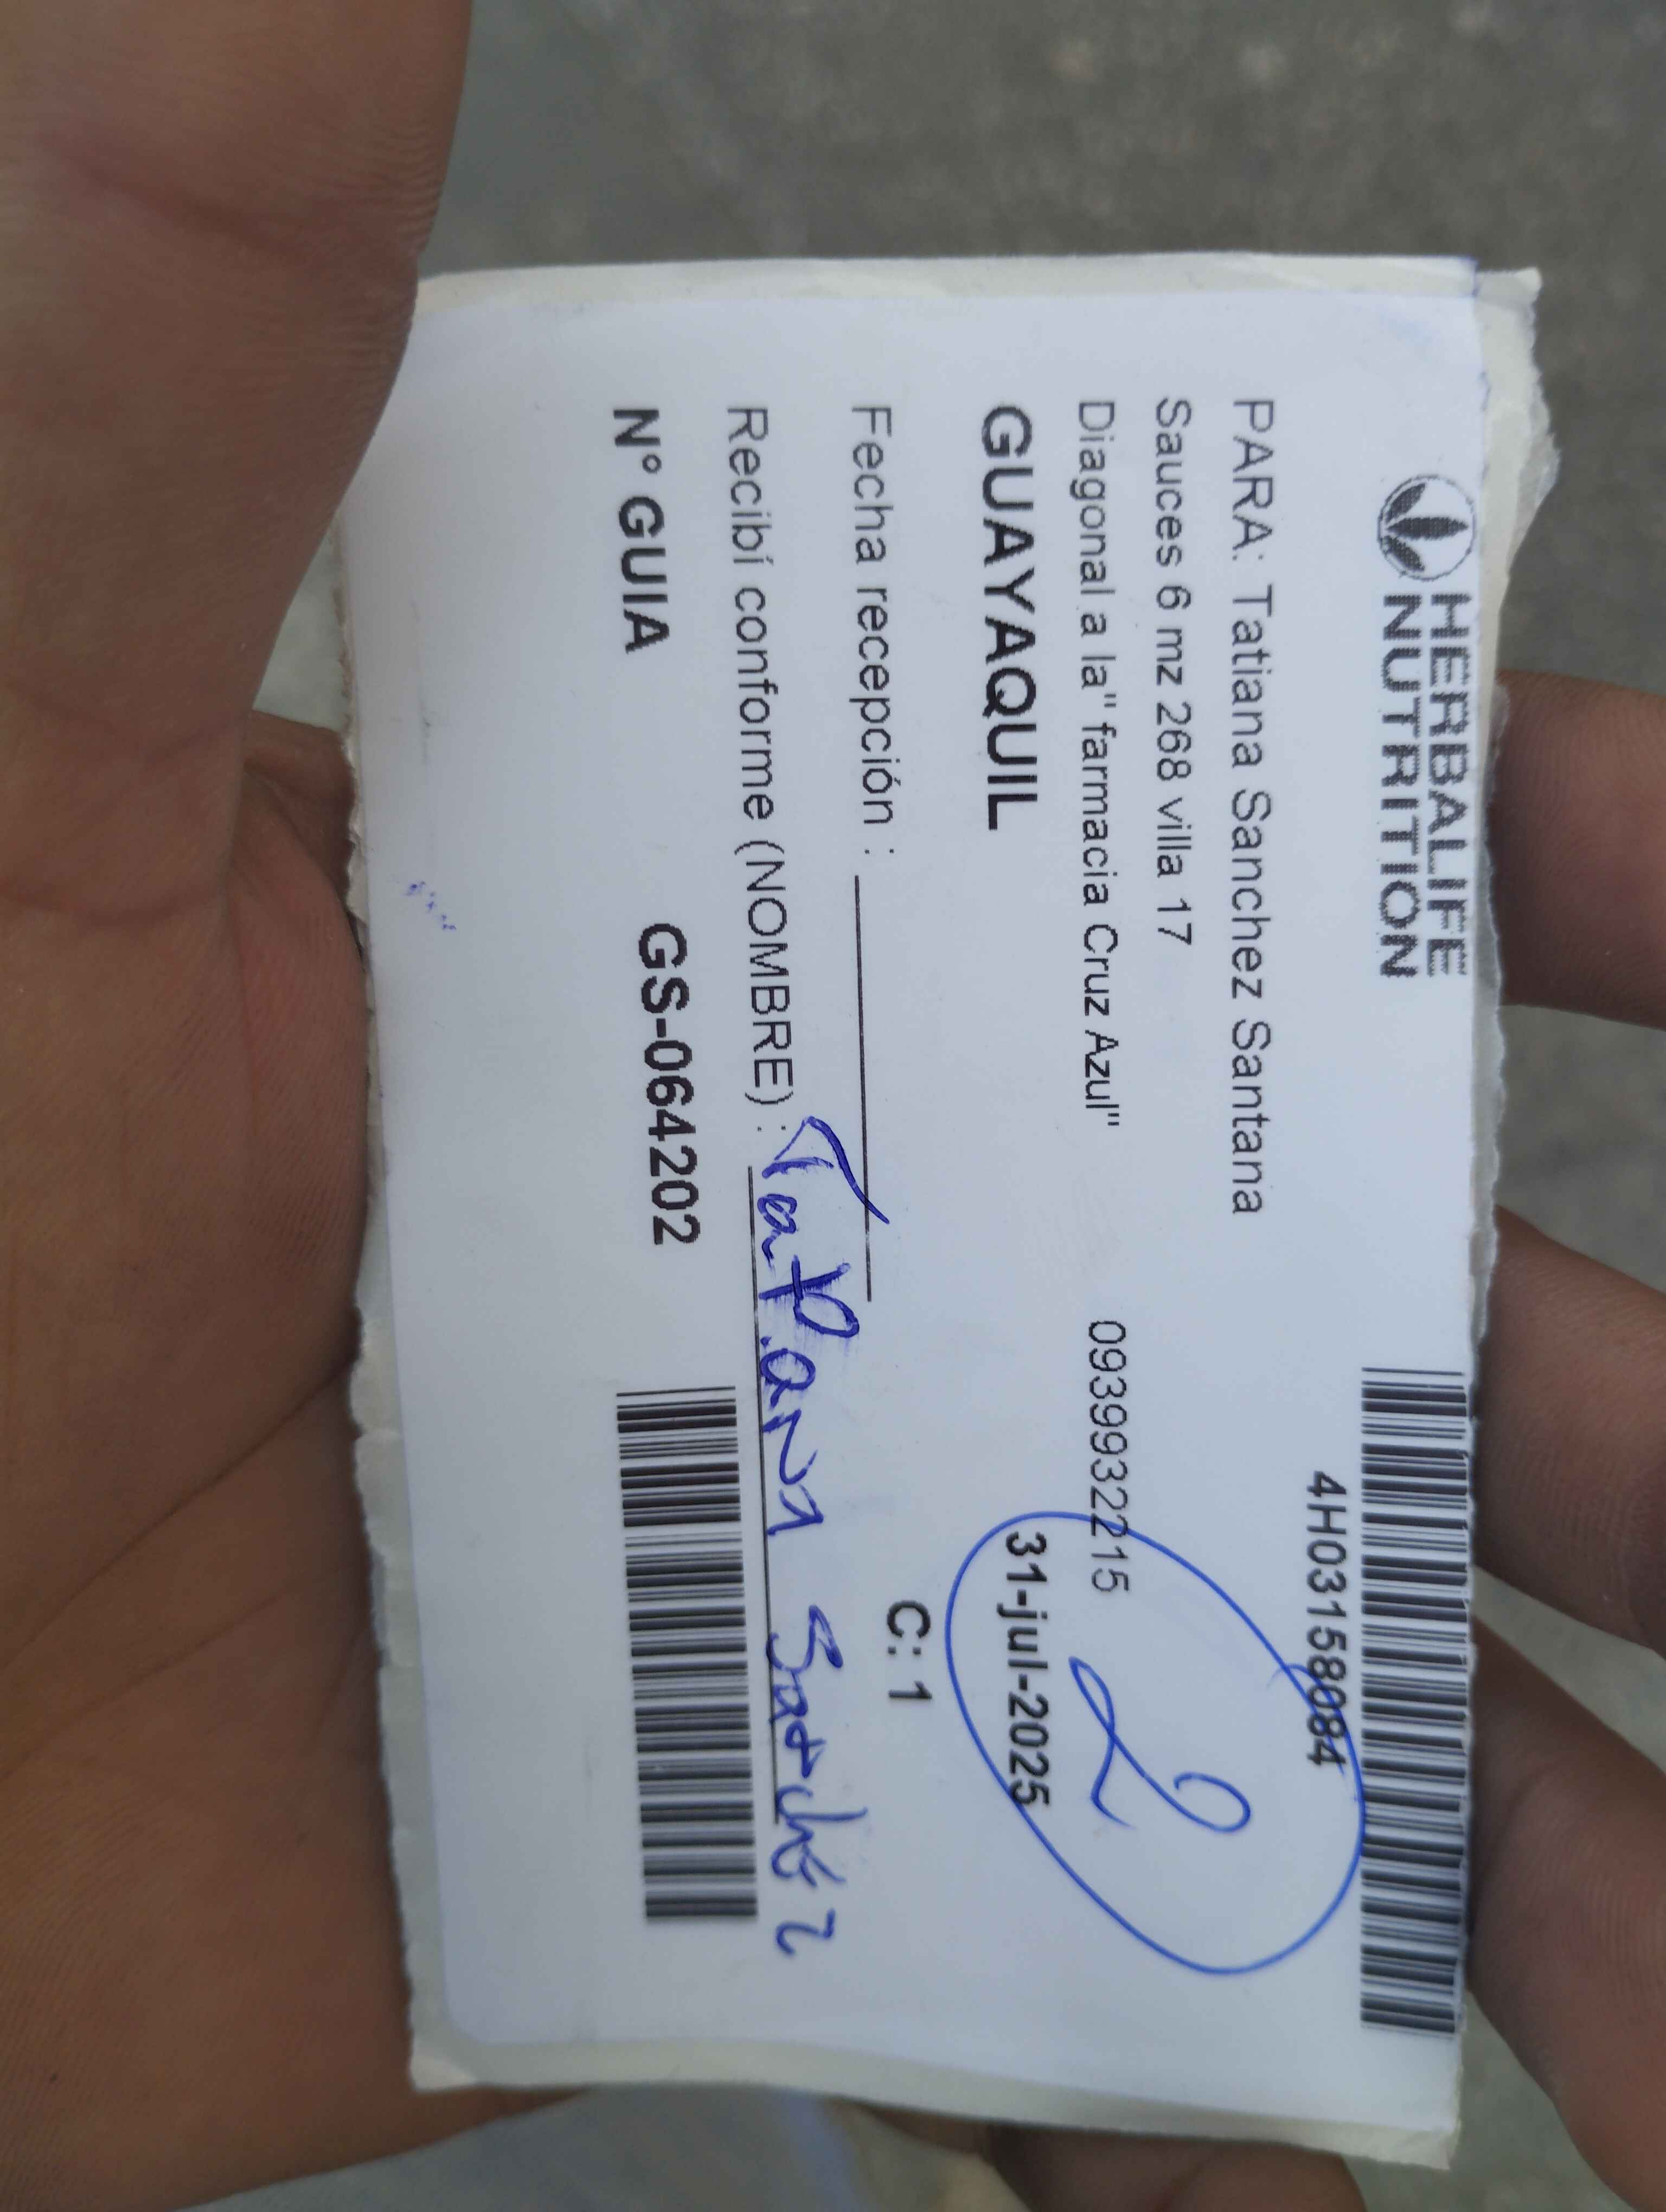 HERBALIFE
NUTRITION
4H03158084
PARA: Tatiana Sanchez Santana
Sauces 6 mz 268 villa 17
2
Diagonal a la" farmacia Cruz Azul" 0939932215
GUAYAQUIL 31-jul-2025
Fecha recepción :
C: 1
Recibí conforme (NOMBRE) : Tatiana Sanchez
N° GUIA GS-064202